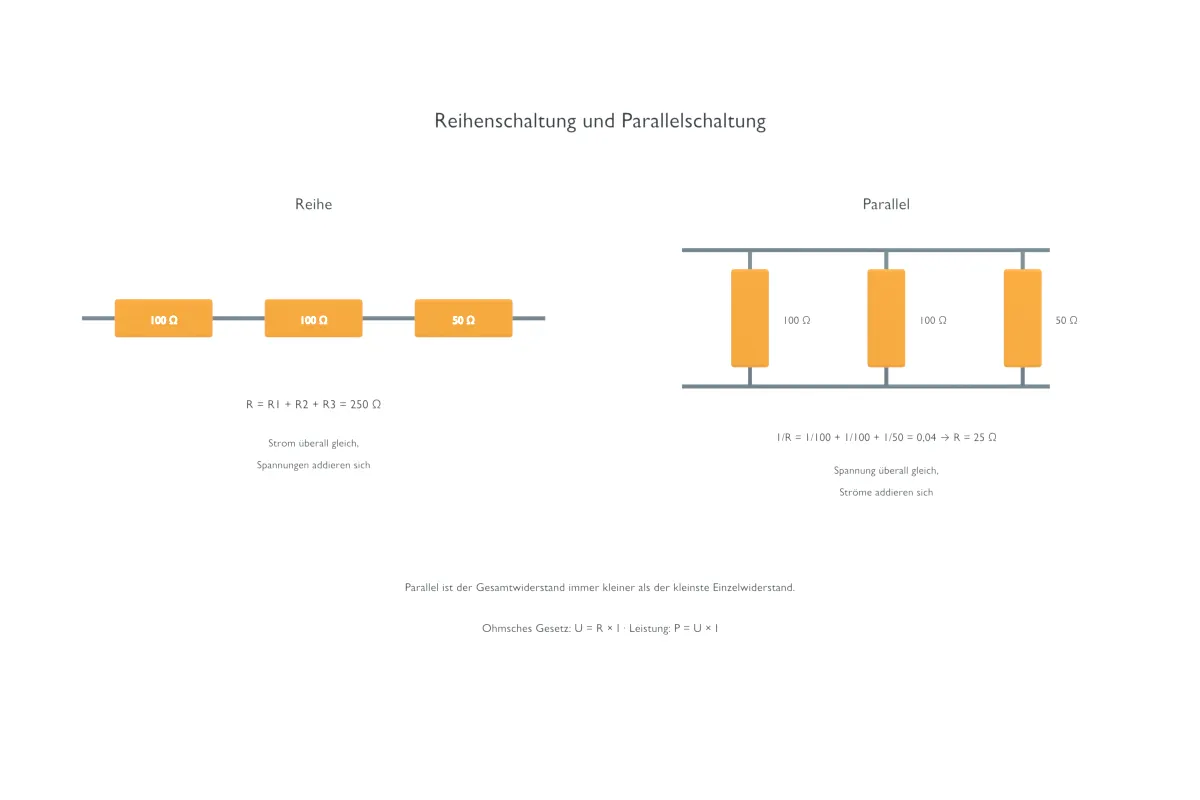 Reihenschaltung und Parallelschaltung
Reihe
100 Ω
100 Ω
50 Ω
R = R1 + R2 + R3 = 250 Ω
Strom überall gleich,
Spannungen addieren sich
Parallel
100 Ω
100 Ω
50 Ω
1/R = 1/100 + 1/100 + 1/50 = 0,04 → R = 25 Ω
Spannung überall gleich,
Ströme addieren sich
Parallel ist der Gesamtwiderstand immer kleiner als der kleinste Einzelwiderstand.
Ohmsches Gesetz: U = R × I · Leistung: P = U × I